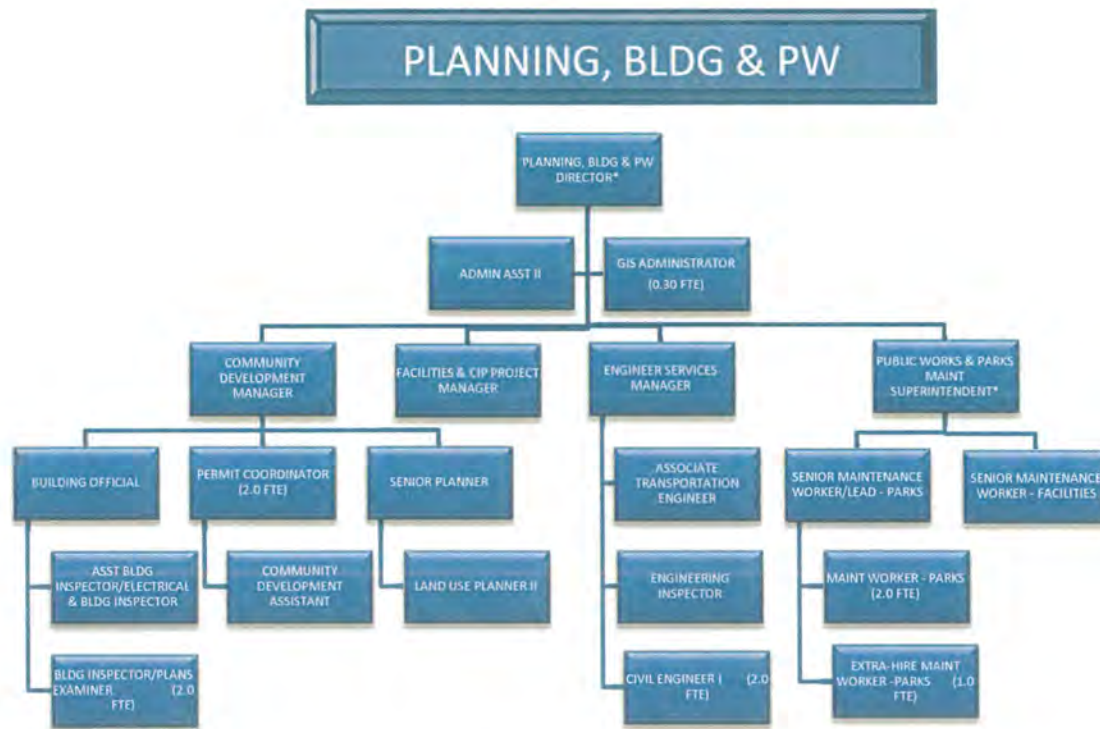 PLANNING, BLDG & PW
PLANNING, BLDG & PW
DIRECTOR*
ADMIN ASST II
GIS ADMINISTRATOR
(0.30 FTE)
COMMUNITY
DEVELOPMENT
MANAGER
FACILITIES & CIP PROJECT
MANAGER
ENGINEER SERVICES
MANAGER
PUBLIC WORKS & PARKS
MAINT
SUPERINTENDENT*
BUILDING OFFICIAL
PERMIT COORDINATOR
(2.0 FTE)
SENIOR PLANNER
ASSOCIATE
TRANSPORTATION
ENGINEER
SENIOR MAINTENANCE
WORKER/LEAD - PARKS
SENIOR MAINTENANCE
WORKER - FACILITIES
ASST BLDG
INSPECTOR/ELECTRICAL
& BLDG INSPECTOR
COMMUNITY
DEVELOPMENT
ASSISTANT
LAND USE PLANNER II
ENGINEERING
INSPECTOR
MAINT WORKER - PARKS
(2.0 FTE)
BLDG INSPECTOR/PLANS
EXAMINER (2.0
FTE)
CIVIL ENGINEER I (2.0
FTE)
EXTRA-HIRE MAINT
WORKER -PARKS (1.0
FTE)